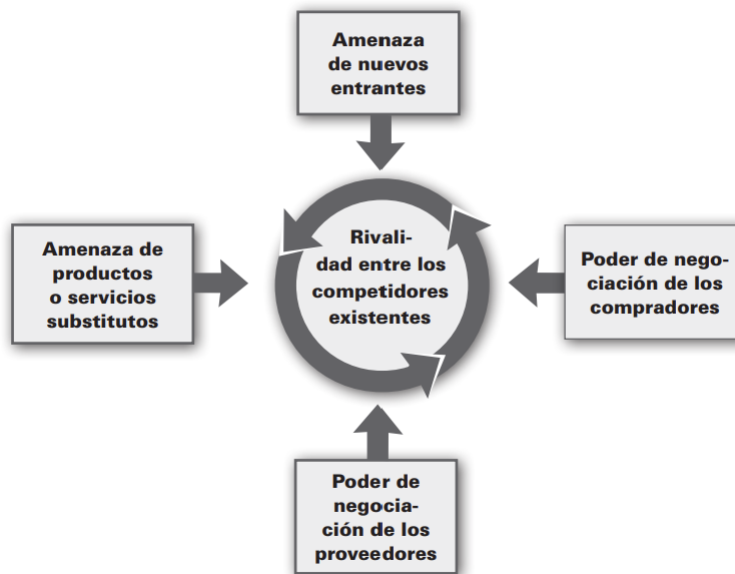 Amenaza
de nuevos
entrantes
Amenaza de
productos
o servicios
substitutos
Rivali-
dad entre los
competidores
existentes
Poder de nego-
ciación de los
compradores
Poder de
negocia-
ción de los
proveedores